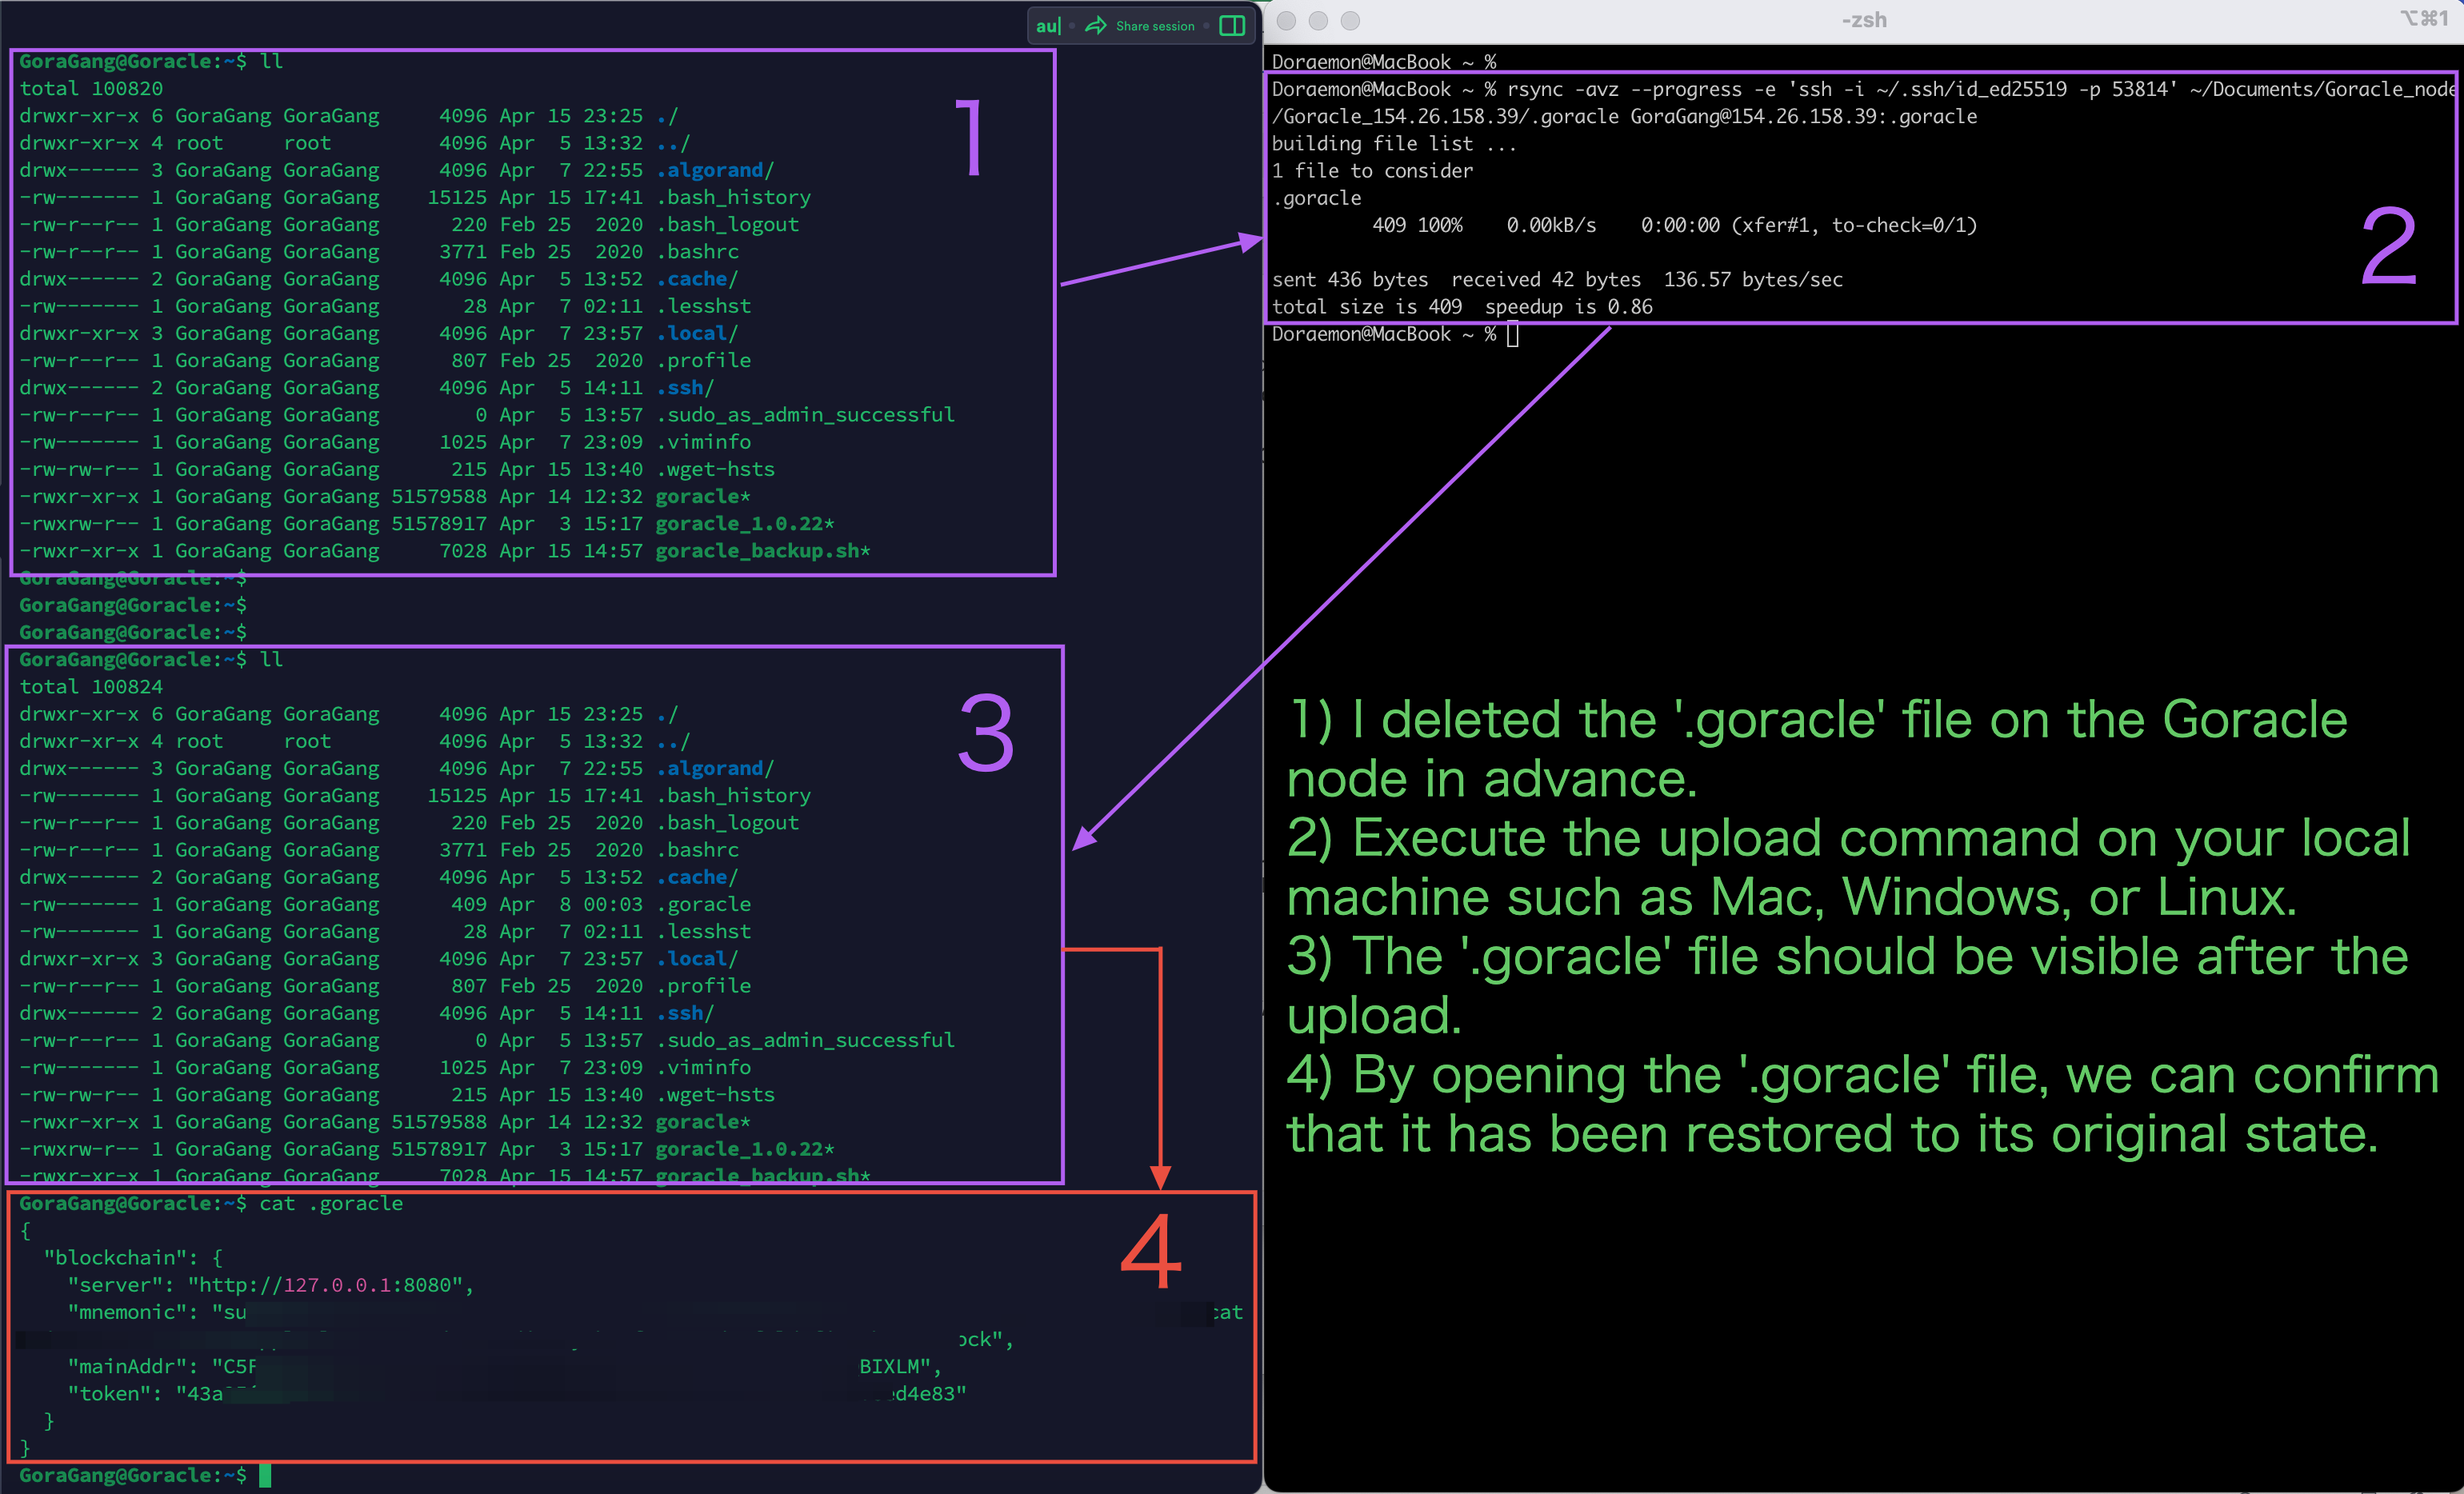 au| • Share session •
GoraGang@Goracle:~$ ll
total 100820
drwxr-xr-x 6 GoraGang GoraGang     4096 Apr 15 23:25 ./
drwxr-xr-x 4 root     root         4096 Apr  5 13:32 ../
drwx------ 3 GoraGang GoraGang     4096 Apr  7 22:55 .algorand/
-rw------- 1 GoraGang GoraGang    15125 Apr 15 17:41 .bash_history
-rw-r--r-- 1 GoraGang GoraGang      220 Feb 25  2020 .bash_logout
-rw-r--r-- 1 GoraGang GoraGang     3771 Feb 25  2020 .bashrc
drwx------ 2 GoraGang GoraGang     4096 Apr  5 13:52 .cache/
-rw------- 1 GoraGang GoraGang       28 Apr  7 02:11 .lesshst
drwxr-xr-x 3 GoraGang GoraGang     4096 Apr  7 23:57 .local/
-rw-r--r-- 1 GoraGang GoraGang      807 Feb 25  2020 .profile
drwx------ 2 GoraGang GoraGang     4096 Apr  5 14:11 .ssh/
-rw-r--r-- 1 GoraGang GoraGang        0 Apr  5 13:57 .sudo_as_admin_successful
-rw------- 1 GoraGang GoraGang     1025 Apr  7 23:09 .viminfo
-rw-rw-r-- 1 GoraGang GoraGang      215 Apr 15 13:40 .wget-hsts
-rwxr-xr-x 1 GoraGang GoraGang 51579588 Apr 14 12:32 goracle*
-rwxrw-r-- 1 GoraGang GoraGang 51578917 Apr  3 15:17 goracle_1.0.22*
-rwxr-xr-x 1 GoraGang GoraGang     7028 Apr 15 14:57 goracle_backup.sh*
1
GoraGang@Goracle:~$
GoraGang@Goracle:~$
GoraGang@Goracle:~$
GoraGang@Goracle:~$ ll
total 100824
drwxr-xr-x 6 GoraGang GoraGang     4096 Apr 15 23:25 ./
drwxr-xr-x 4 root     root         4096 Apr  5 13:32 ../
drwx------ 3 GoraGang GoraGang     4096 Apr  7 22:55 .algorand/
-rw------- 1 GoraGang GoraGang    15125 Apr 15 17:41 .bash_history
-rw-r--r-- 1 GoraGang GoraGang      220 Feb 25  2020 .bash_logout
-rw-r--r-- 1 GoraGang GoraGang     3771 Feb 25  2020 .bashrc
drwx------ 2 GoraGang GoraGang     4096 Apr  5 13:52 .cache/
-rw------- 1 GoraGang GoraGang      409 Apr  8 00:03 .goracle
-rw------- 1 GoraGang GoraGang       28 Apr  7 02:11 .lesshst
drwxr-xr-x 3 GoraGang GoraGang     4096 Apr  7 23:57 .local/
-rw-r--r-- 1 GoraGang GoraGang      807 Feb 25  2020 .profile
drwx------ 2 GoraGang GoraGang     4096 Apr  5 14:11 .ssh/
-rw-r--r-- 1 GoraGang GoraGang        0 Apr  5 13:57 .sudo_as_admin_successful
-rw------- 1 GoraGang GoraGang     1025 Apr  7 23:09 .viminfo
-rw-rw-r-- 1 GoraGang GoraGang      215 Apr 15 13:40 .wget-hsts
-rwxr-xr-x 1 GoraGang GoraGang 51579588 Apr 14 12:32 goracle*
-rwxrw-r-- 1 GoraGang GoraGang 51578917 Apr  3 15:17 goracle_1.0.22*
-rwxr-xr-x 1 GoraGang GoraGang     7028 Apr 15 14:57 goracle_backup.sh*
3
GoraGang@Goracle:~$ cat .goracle
{
  "blockchain": {
    "server": "http://127.0.0.1:8080",
    "mnemonic": "su cat
ock",
    "mainAddr": "C5F BIXLM",
    "token": "43a d4e83"
  }
}
4
GoraGang@Goracle:~$
-zsh
⌥⌘1
Doraemon@MacBook ~ %
Doraemon@MacBook ~ % rsync -avz --progress -e 'ssh -i ~/.ssh/id_ed25519 -p 53814' ~/Documents/Goracle_node
/Goracle_154.26.158.39/.goracle GoraGang@154.26.158.39:.goracle
building file list ...
1 file to consider
.goracle
         409 100%    0.00kB/s    0:00:00 (xfer#1, to-check=0/1)
sent 436 bytes  received 42 bytes  136.57 bytes/sec
total size is 409  speedup is 0.86
2
Doraemon@MacBook ~ %
1) I deleted the '.goracle' file on the Goracle
node in advance.
2) Execute the upload command on your local
machine such as Mac, Windows, or Linux.
3) The '.goracle' file should be visible after the
upload.
4) By opening the '.goracle' file, we can confirm
that it has been restored to its original state.